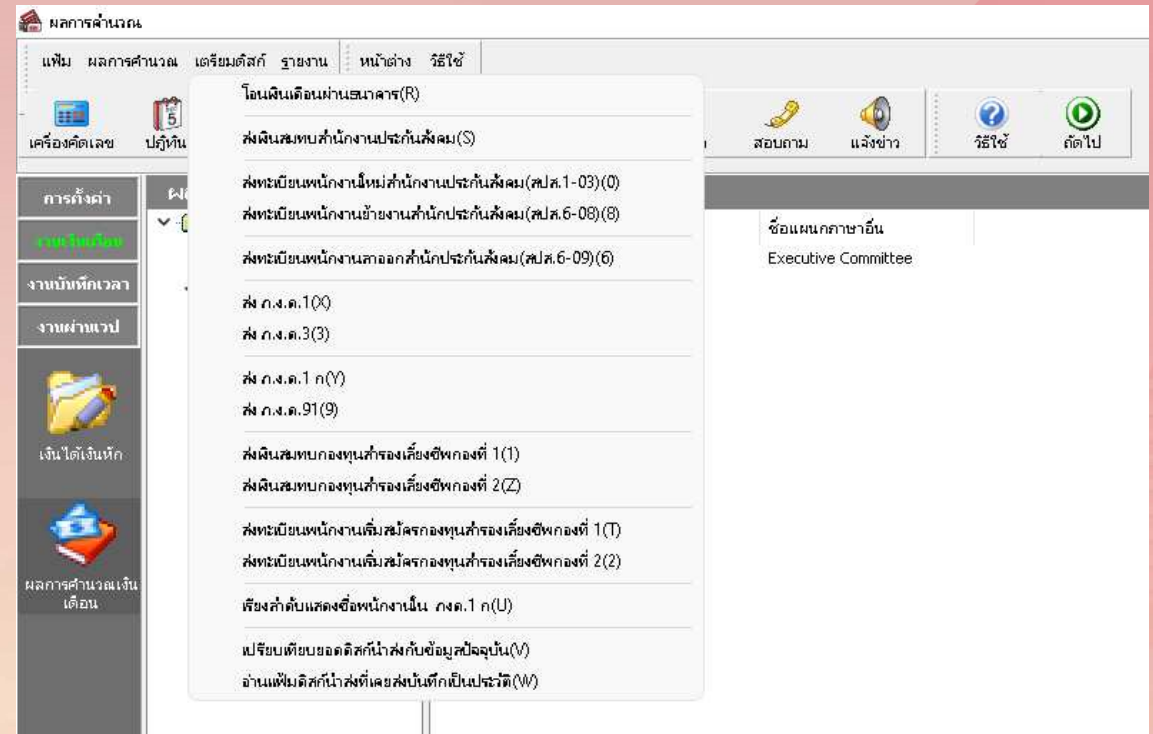 ผลการคำนวณ
แฟ้ม ผลการคำนวณ เตรียมดิสก์ รายงาน หน้าต่าง วิธีใช้
เครื่องคิดเลข ปฏิทิน สอบถาม แจ้งข่าว วิธีใช้ ถัดไป
โอนเงินเดือนผ่านธนาคาร(R)
ส่งเงินสมทบสำนักงานประกันสังคม(S)
ส่งทะเบียนพนักงานใหม่สำนักงานประกันสังคม(สปส.1-03)(0)
ส่งทะเบียนพนักงานย้ายงานสำนักประกันสังคม(สปส.6-08)(8)
ส่งทะเบียนพนักงานลาออกสำนักประกันสังคม(สปส.6-09)(6)
ส่ง ภ.ง.ด.1(X)
ส่ง ภ.ง.ด.3(3)
ส่ง ภ.ง.ด.1 ก(Y)
ส่ง ภ.ง.ด.91(9)
ส่งเงินสมทบกองทุนสำรองเลี้ยงชีพกองที่ 1(1)
ส่งเงินสมทบกองทุนสำรองเลี้ยงชีพกองที่ 2(Z)
ส่งทะเบียนพนักงานเริ่มสมัครกองทุนสำรองเลี้ยงชีพกองที่ 1(T)
ส่งทะเบียนพนักงานเริ่มสมัครกองทุนสำรองเลี้ยงชีพกองที่ 2(2)
เรียงลำดับแสดงชื่อพนักงานใน ภงด.1 ก(U)
เปรียบเทียบยอดดิสก์นำส่งกับข้อมูลปัจจุบัน(V)
อ่านแฟ้มดิสก์นำส่งที่เคยส่งบันทึกเป็นประวัติ(W)
การตั้งค่า
งานเงินเดือน
งานบันทึกเวลา
งานผ่านเวป
เงินได้เงินหัก
ผลการคำนวณเงิน
เดือน
ชื่อแผนกภาษาอื่น
Executive Committee